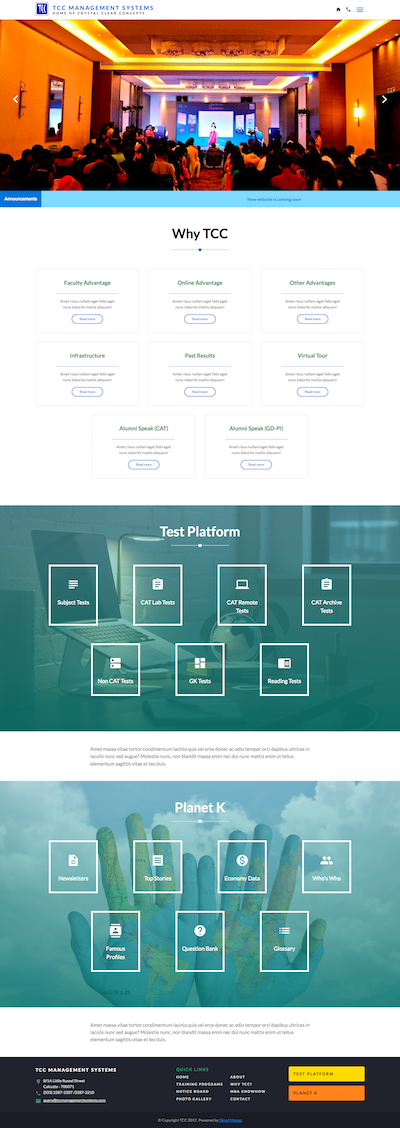 TCC
TCC MANAGEMENT SYSTEMS
HOME OF CRYSTAL CLEAR CONCEPTS
Announcements
New website is coming soon
Why TCC
Faculty Advantage
Amet risus nullam eget felis eget
nunc lobortis mattis aliquam!
Read more
Online Advantage
Amet risus nullam eget felis eget
nunc lobortis mattis aliquam!
Read more
Other Advantages
Amet risus nullam eget felis eget
nunc lobortis mattis aliquam!
Read more
Infrastructure
Amet risus nullam eget felis eget
nunc lobortis mattis aliquam!
Read more
Past Results
Amet risus nullam eget felis eget
nunc lobortis mattis aliquam!
Read more
Virtual Tour
Amet risus nullam eget felis eget
nunc lobortis mattis aliquam!
Read more
Alumni Speak (CAT)
Amet risus nullam eget felis eget
nunc lobortis mattis aliquam!
Read more
Alumni Speak (GD-PI)
Amet risus nullam eget felis eget
nunc lobortis mattis aliquam!
Read more
Test Platform
Subject Tests
CAT Lab Tests
CAT Remote
Tests
CAT Archive
Tests
Non CAT Tests
GK Tests
Reading Tests
Amet massa vitae tortor condimentum lacinia quis vel eros donec ac odio tempor orci dapibus ultrices in
iaculis nunc sed augue? Molestie nunc, non blandit massa enim nec dui nunc mattis enim ut tellus
elementum sagittis vitae et leo duis.
Planet K
Newsletters
Top Stories
Economy Data
Who's Who
Famous
Profiles
Question Bank
Glossary
Amet massa vitae tortor condimentum lacinia quis vel eros donec ac odio tempor orci dapibus ultrices in
iaculis nunc sed augue? Molestie nunc, non blandit massa enim nec dui nunc mattis enim ut tellus
elementum sagittis vitae et leo duis.
TCC MANAGEMENT SYSTEMS
8/1A Little Russel Street
Calcutta - 700071
(033) 2287-2207 /2287-2210
query@tccmanagementsystems.com
QUICK LINKS
HOME
TRAINING PROGRAMS
NOTICE BOARD
PHOTO GALLERY
ABOUT
WHY TCC?
MBA KNOWHOW
CONTACT
TEST PLATFORM
PLANET K
© Copyright TCC 2017. Powered by